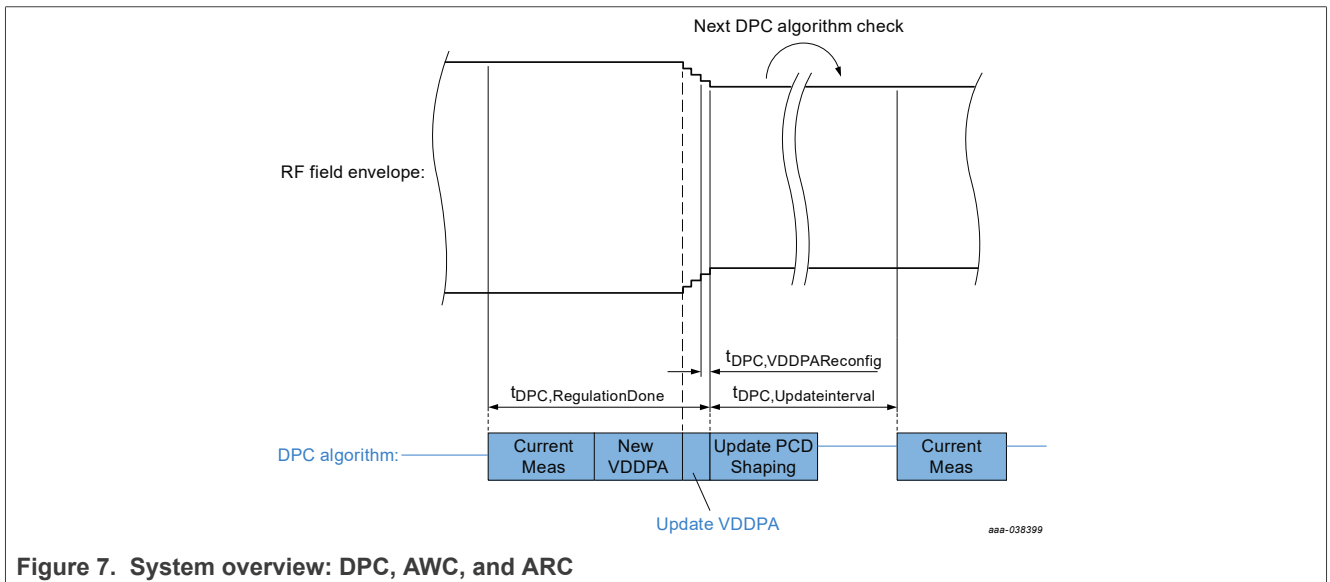 Next DPC algorithm check
RF field envelope:
tDPC,VDDPAReconfig
tDPC,RegulationDone
tDPC,Updateinterval
DPC algorithm:
Current
Meas
New
VDDPA
Update PCD
Shaping
Current
Meas
Update VDDPA
aaa-038399
Figure 7. System overview: DPC, AWC, and ARC